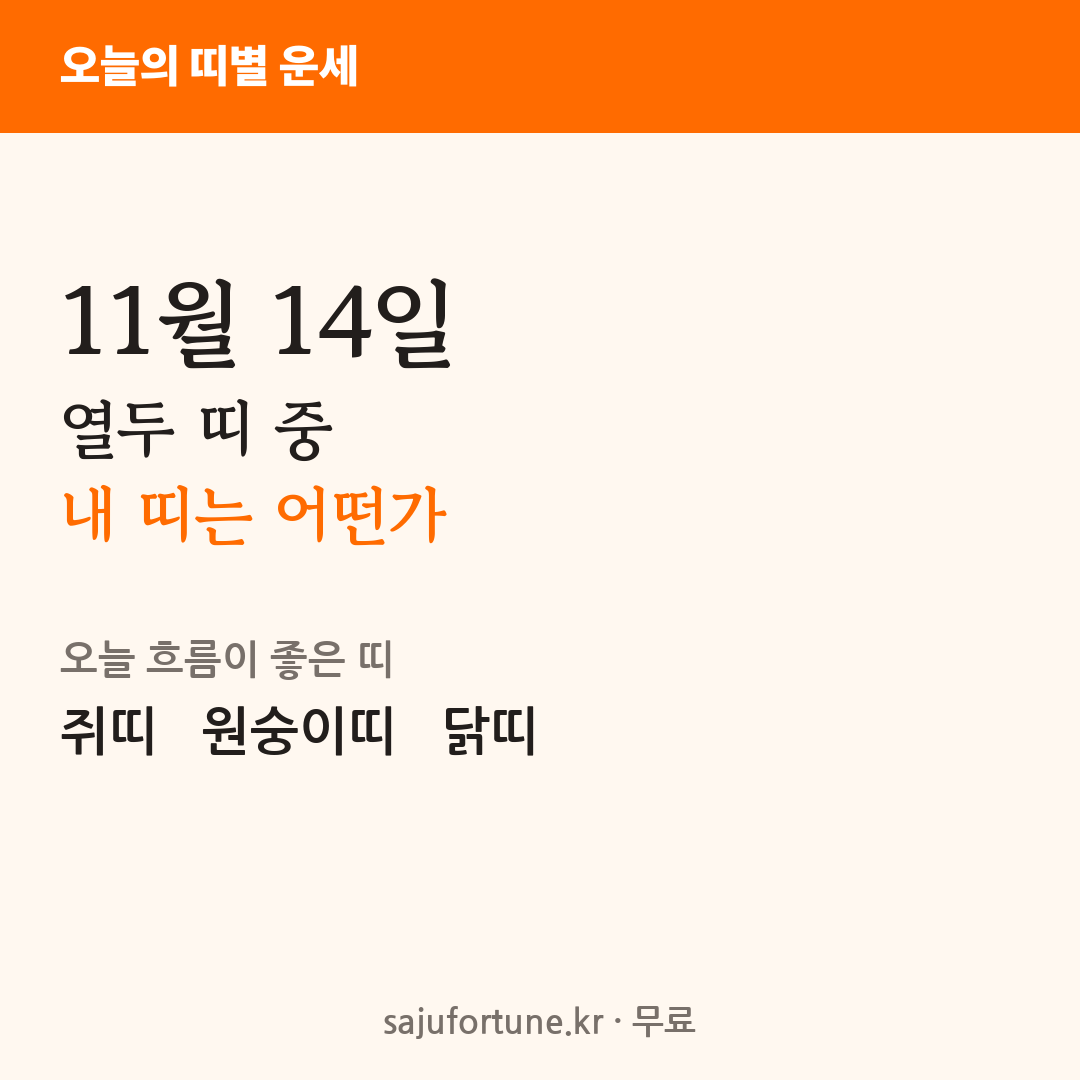 오늘의 띠별 운세
11월 14일
열두 띠 중
내 띠는 어떤가
오늘 흐름이 좋은 띠
쥐띠 원숭이띠 닭띠
sajufortune.kr · 무료